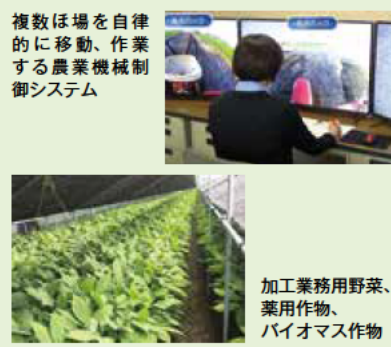 複数ほ場を自律
的に移動、作業
する農業機械制
御システム
加工業務用野菜、
薬用作物、
バイオマス作物